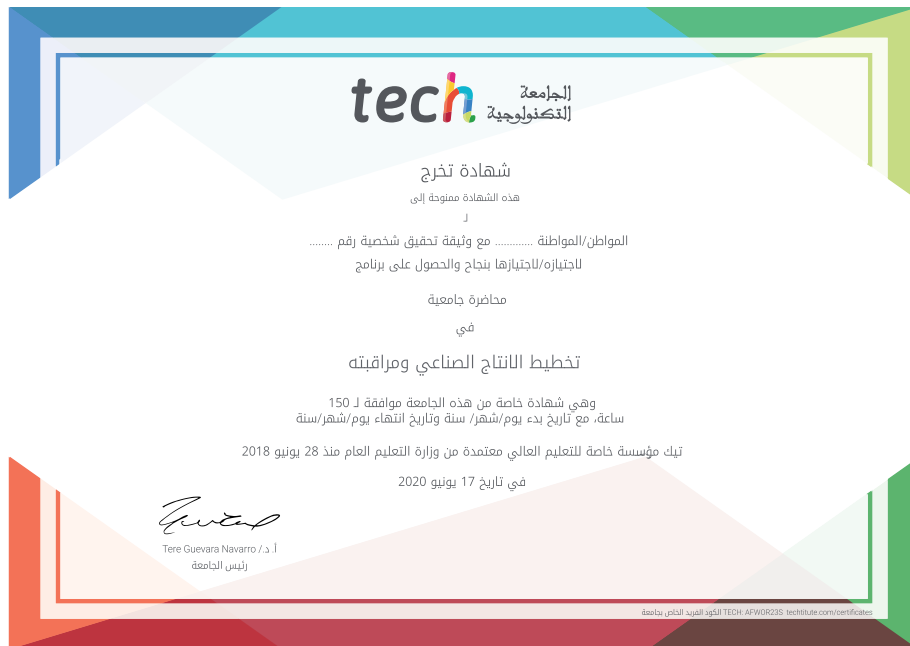 tech الجامعة
التكنولوجية
شهادة تخرج
هذه الشهادة ممنوحة إلى
لـ
المواطن/المواطنة ............ مع وثيقة تحقيق شخصية رقم ........
لاجتيازه/لاجتيازها بنجاح والحصول على برنامج
محاضرة جامعية
في
تخطيط الانتاج الصناعي ومراقبته
وهي شهادة خاصة من هذه الجامعة موافقة لـ 150
ساعة، مع تاريخ بدء يوم/شهر/ سنة وتاريخ انتهاء يوم/شهر/سنة
تيك مؤسسة خاصة للتعليم العالي معتمدة من وزارة التعليم العام منذ 28 يونيو 2018
في تاريخ 17 يونيو 2020
أ. د./ Tere Guevara Navarro
رئيس الجامعة
الكود الفريد الخاص بجامعة TECH: AFWOR23S techtitute.com/certificates